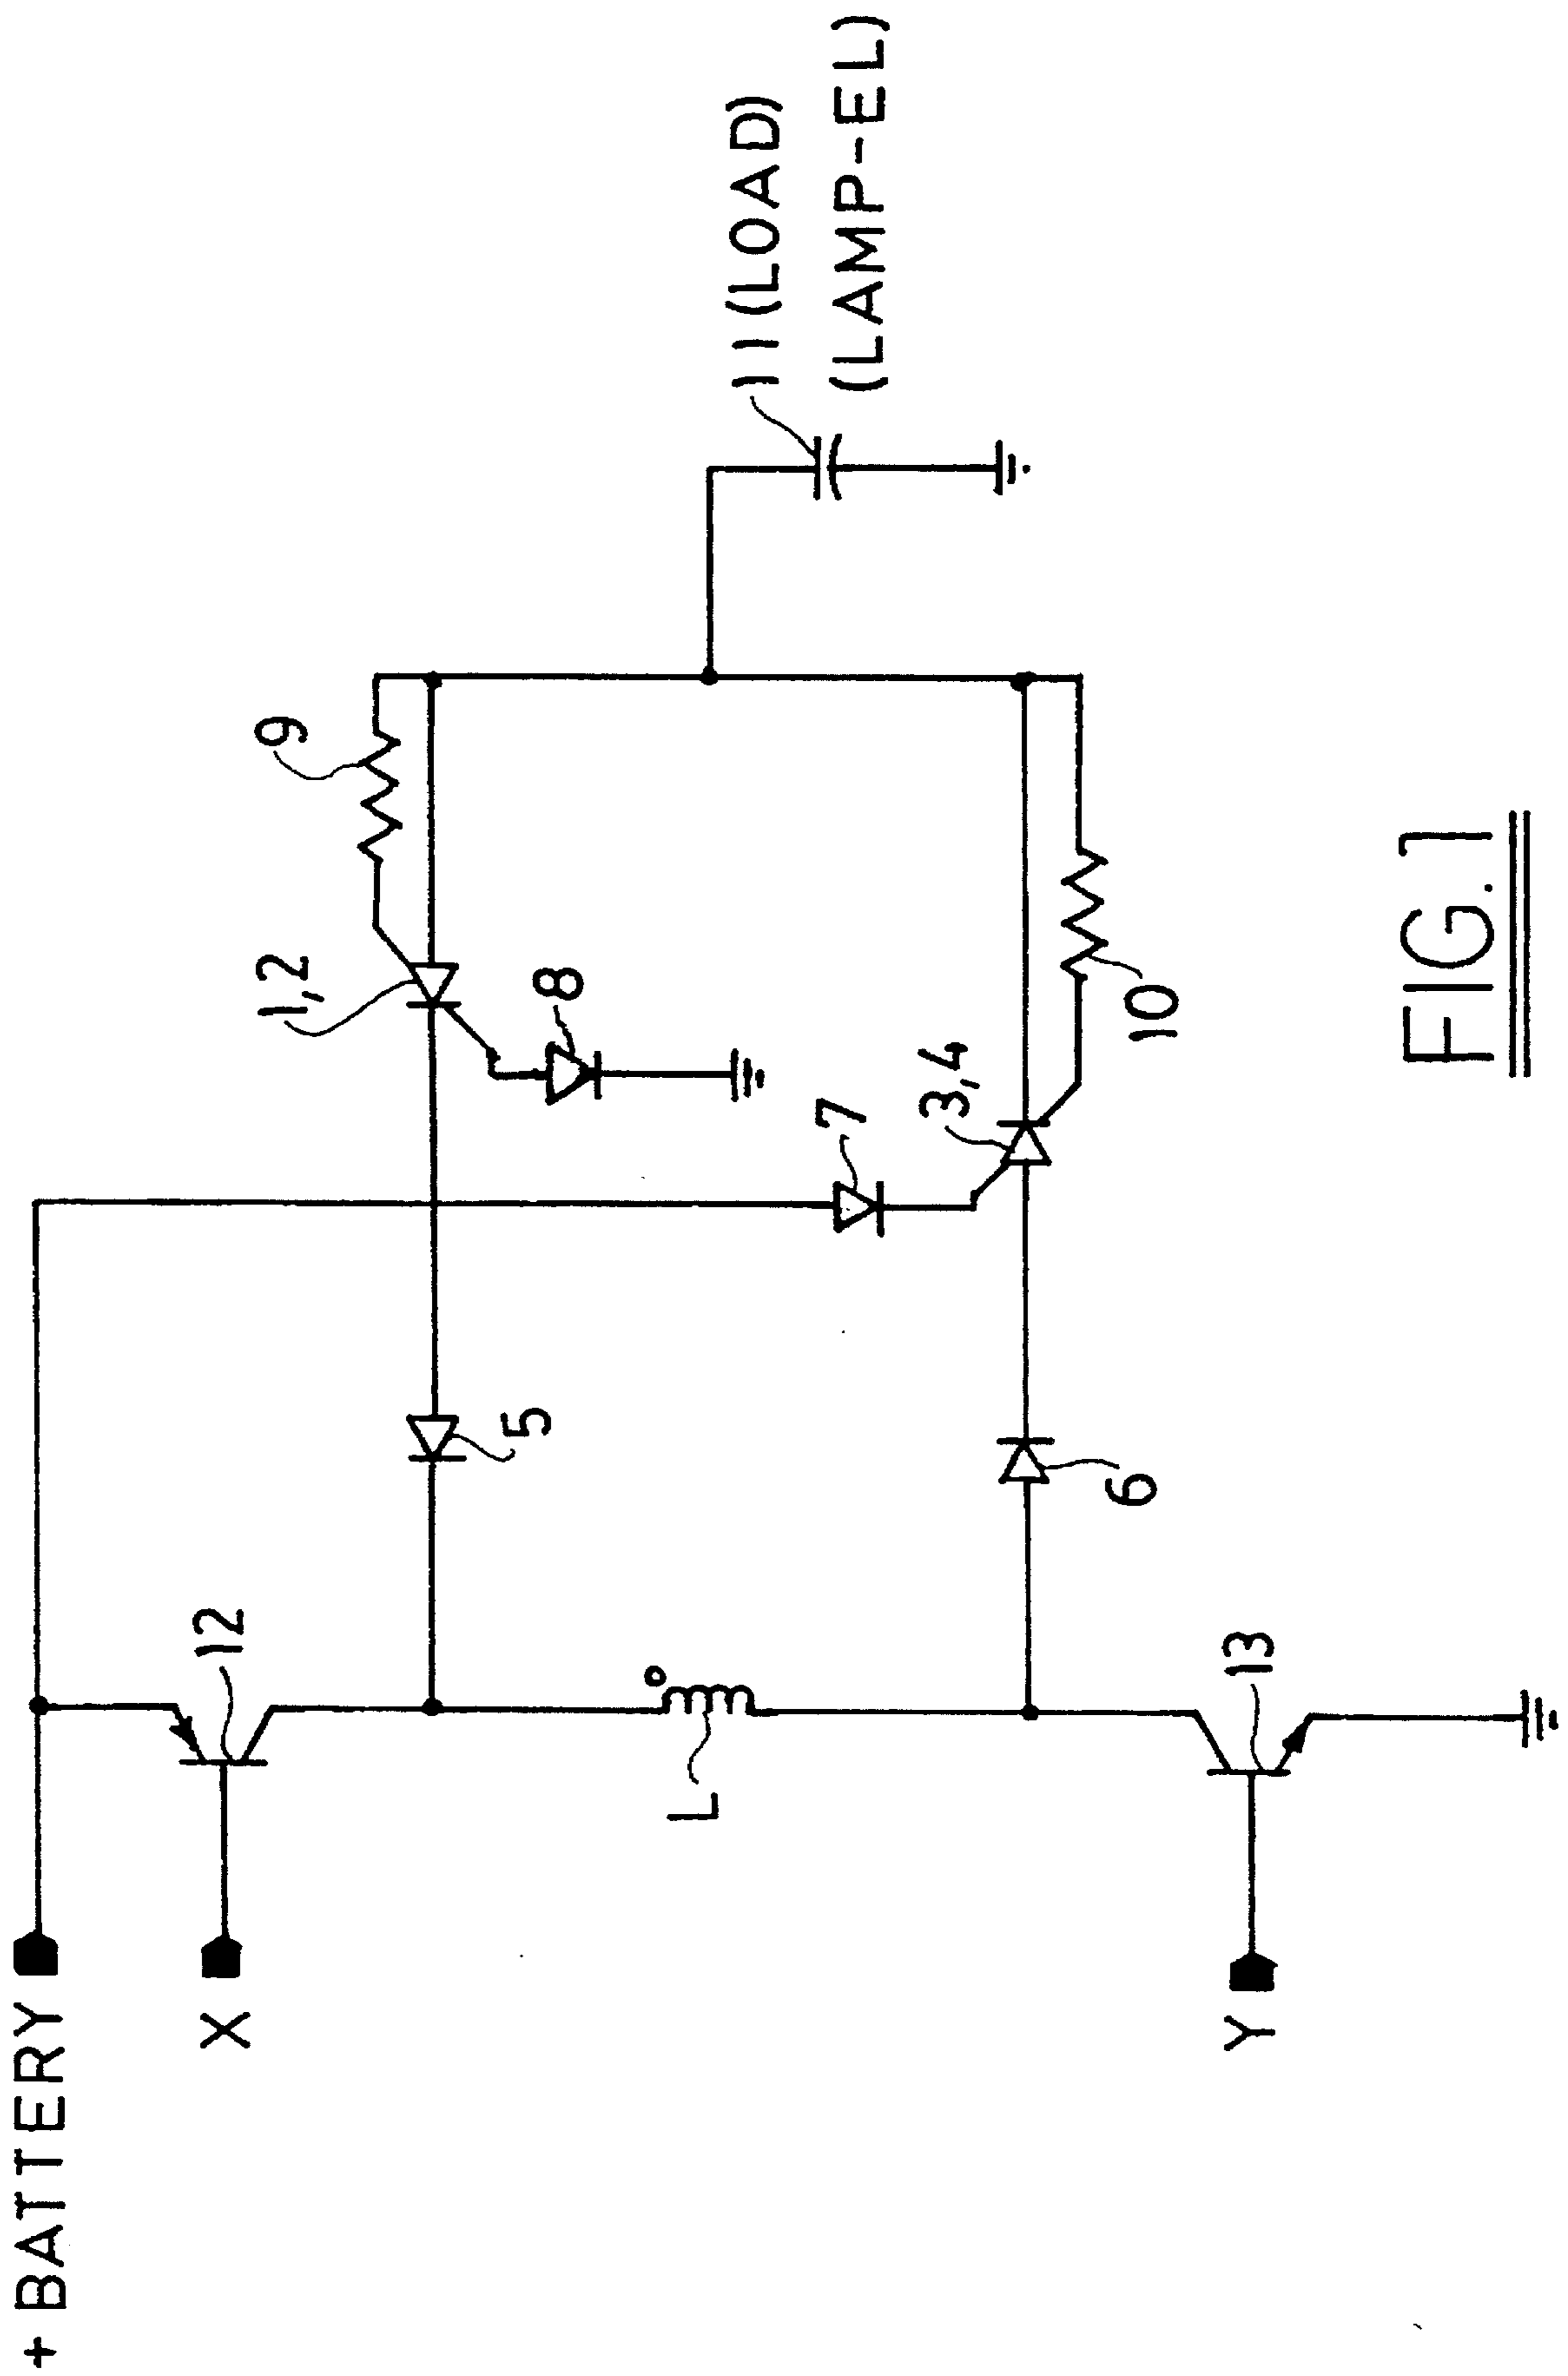 + BATTERY
X
12
L
Y
13
5
6
7
1,2
8
9
3,4
10
11 (LOAD)
(LAMP-EL)
FIG. 1